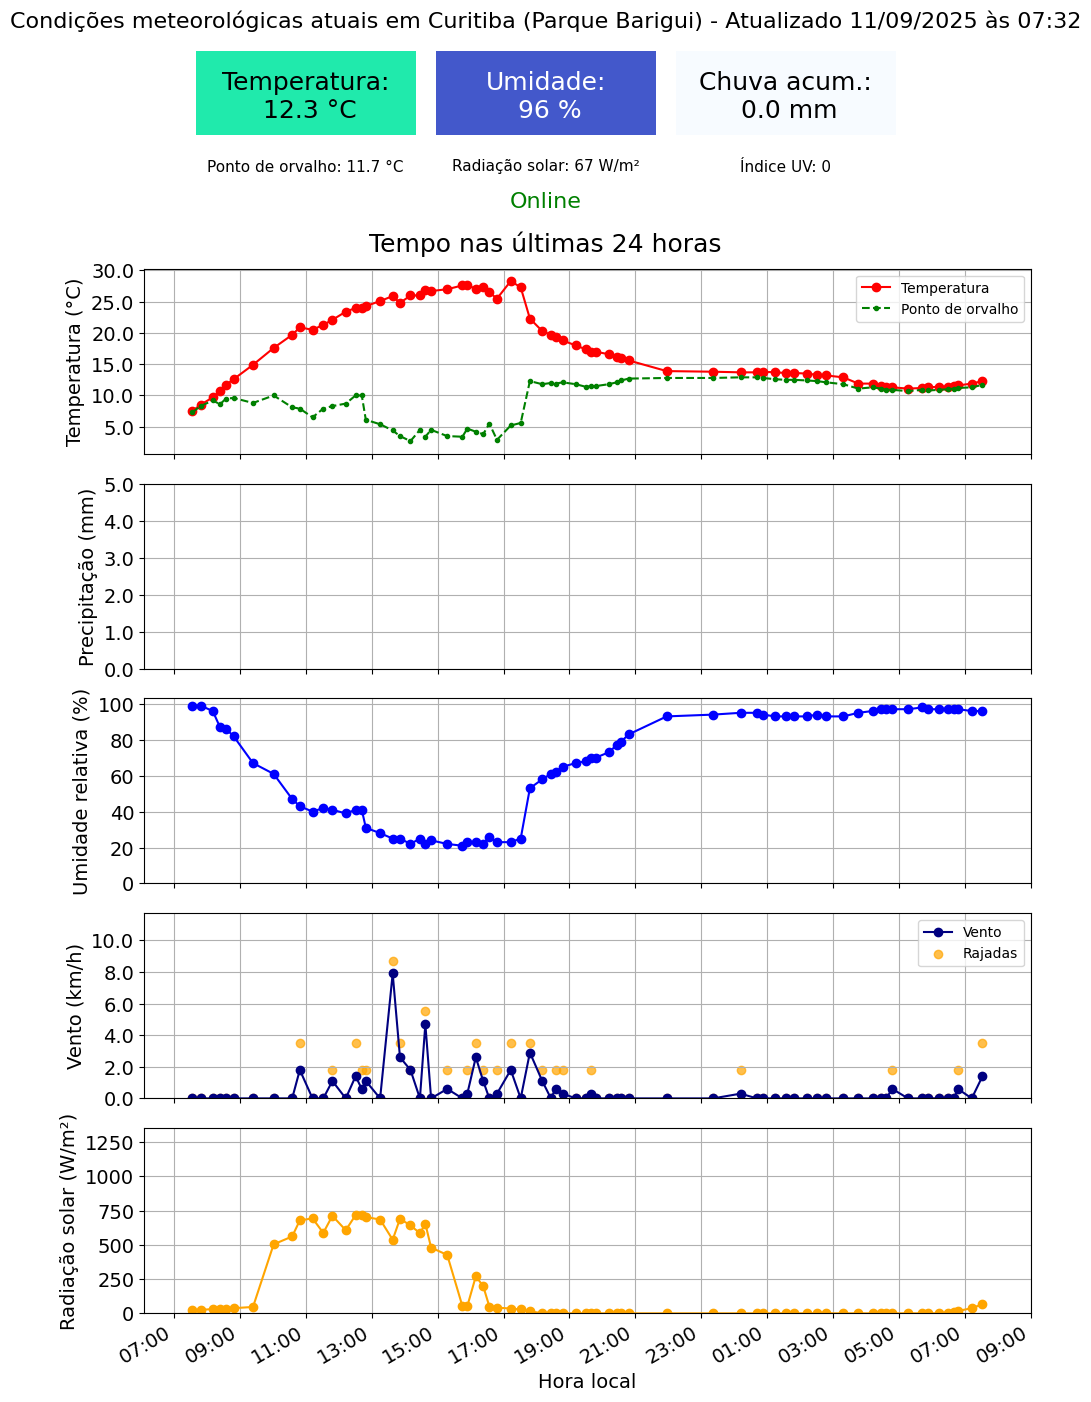 Condições meteorológicas atuais em Curitiba (Parque Barigui) - Atualizado 11/09/2025 às 07:32
Temperatura:
12.3 °C
Umidade:
96 %
Chuva acum.:
0.0 mm
Ponto de orvalho: 11.7 °C
Radiação solar: 67 W/m²
Índice UV: 0
Online
Tempo nas últimas 24 horas
Temperatura (°C)
30.0
25.0
20.0
15.0
10.0
5.0
Temperatura
Ponto de orvalho
Precipitação (mm)
5.0
4.0
3.0
2.0
1.0
0.0
Umidade relativa (%)
100
80
60
40
20
0
Vento (km/h)
10.0
8.0
6.0
4.0
2.0
0.0
Vento
Rajadas
Radiação solar (W/m²)
1250
1000
750
500
250
0
07:00
09:00
11:00
13:00
15:00
17:00
19:00
21:00
23:00
01:00
03:00
05:00
07:00
09:00
Hora local